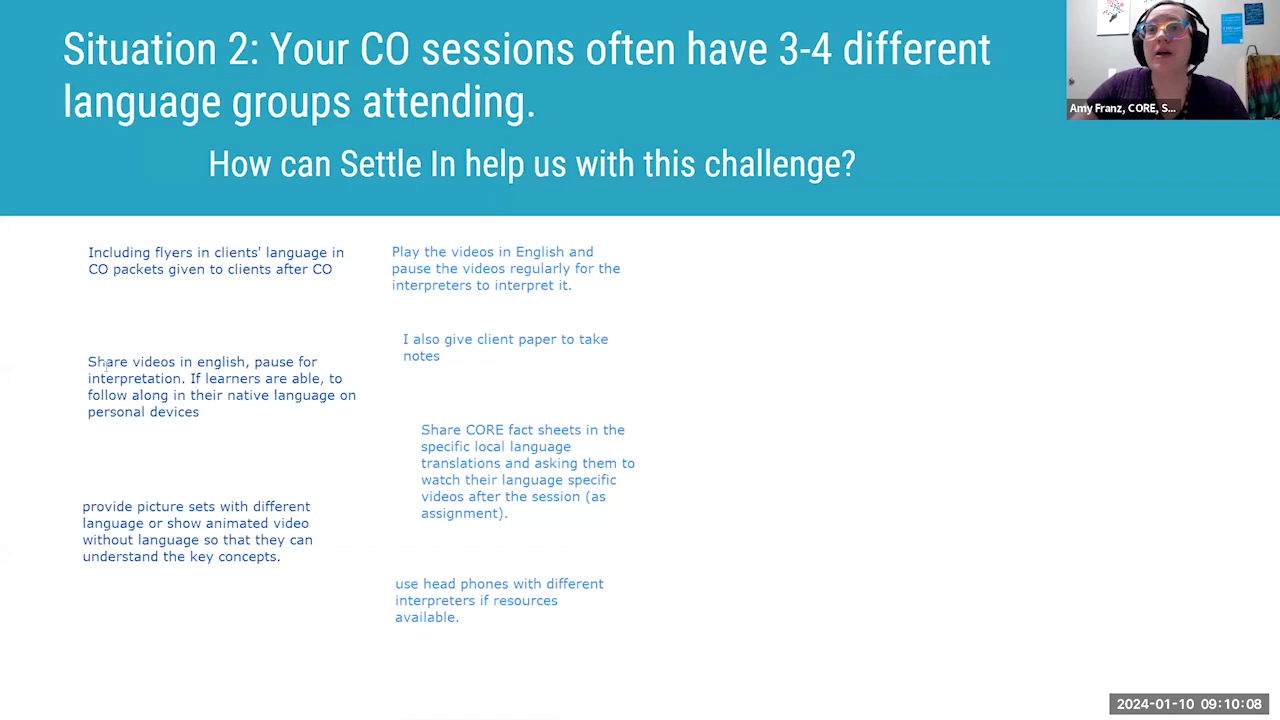 Situation 2: Your CO sessions often have 3-4 different
language groups attending.
How can Settle In help us with this challenge?
Amy Franz, CORE, S...
Including flyers in clients' language in
CO packets given to clients after CO
Share videos in english, pause for
interpretation. If learners are able, to
follow along in their native language on
personal devices
provide picture sets with different
language or show animated video
without language so that they can
understand the key concepts.
Play the videos in English and
pause the videos regularly for the
interpreters to interpret it.
I also give client paper to take
notes
Share CORE fact sheets in the
specific local language
translations and asking them to
watch their language specific
videos after the session (as
assignment).
use head phones with different
interpreters if resources
available.
2024-01-10 09:10:08